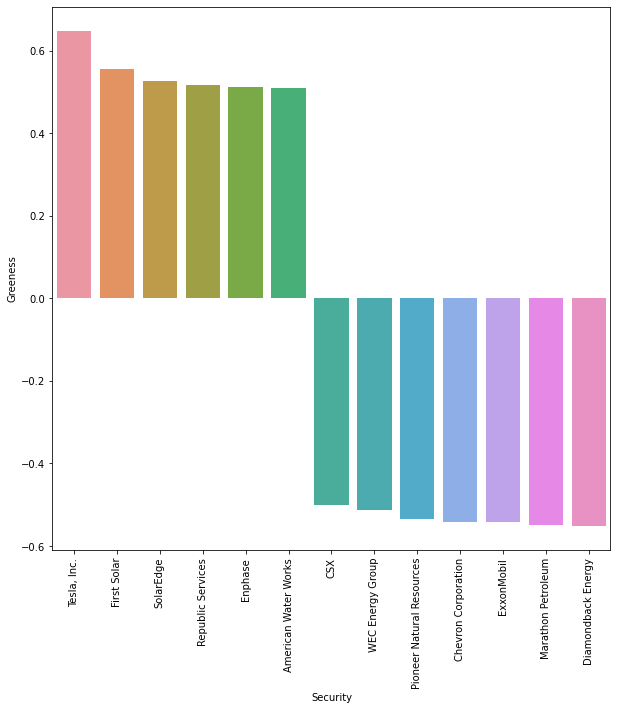 0.6
0.4
0.2
0.0
−0.2
−0.4
−0.6
Greeness
Tesla, Inc.
First Solar
SolarEdge
Republic Services
Enphase
American Water Works
CSX
WEC Energy Group
Pioneer Natural Resources
Chevron Corporation
ExxonMobil
Marathon Petroleum
Diamondback Energy
Security